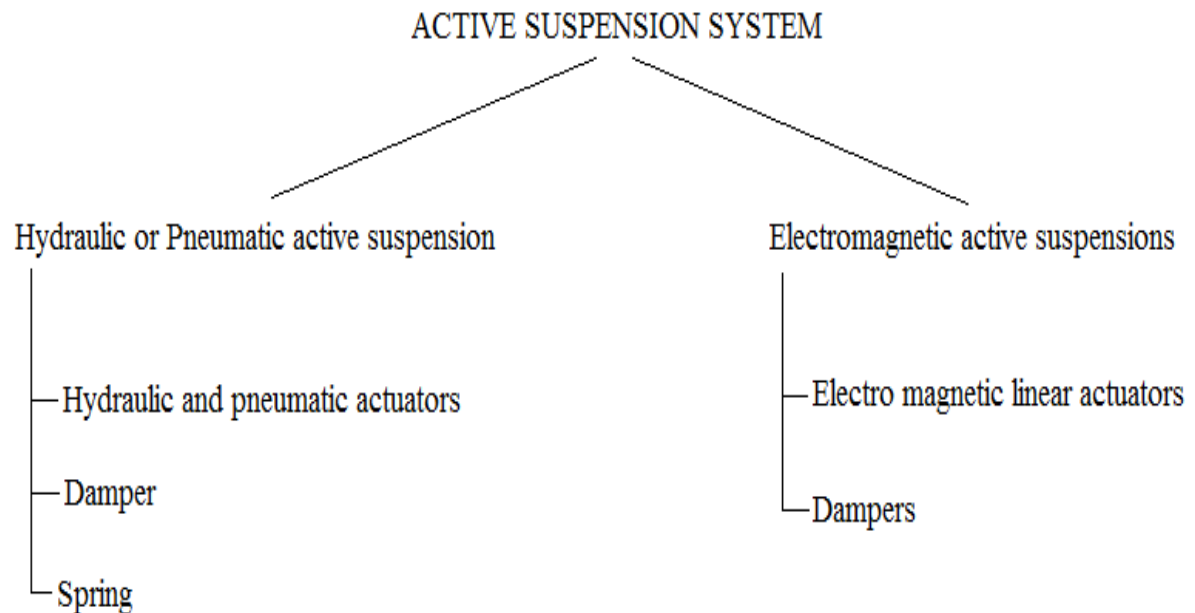 ACTIVE SUSPENSION SYSTEM
Hydraulic or Pneumatic active suspension
Electromagnetic active suspensions
Hydraulic and pneumatic actuators
Electro magnetic linear actuators
Damper
Dampers
Spring